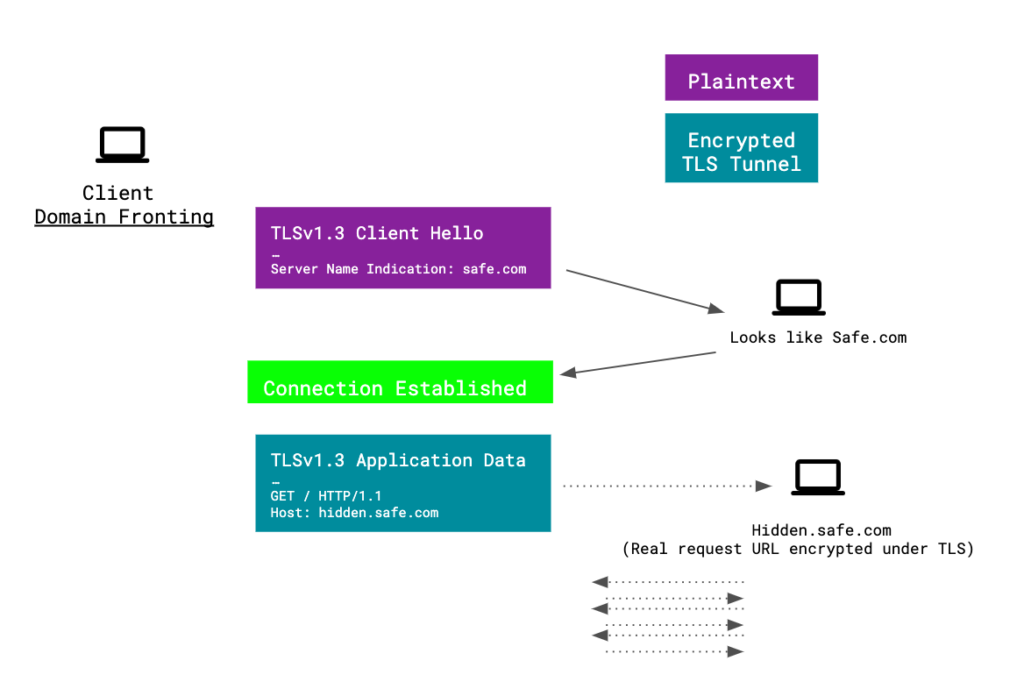 Plaintext
Encrypted
TLS Tunnel
Client
Domain Fronting
TLSv1.3 Client Hello
–
Server Name Indication: safe.com
Looks like Safe.com
Connection Established
TLSv1.3 Application Data
–
GET / HTTP/1.1
Host: hidden.safe.com
Hidden.safe.com
(Real request URL encrypted under TLS)